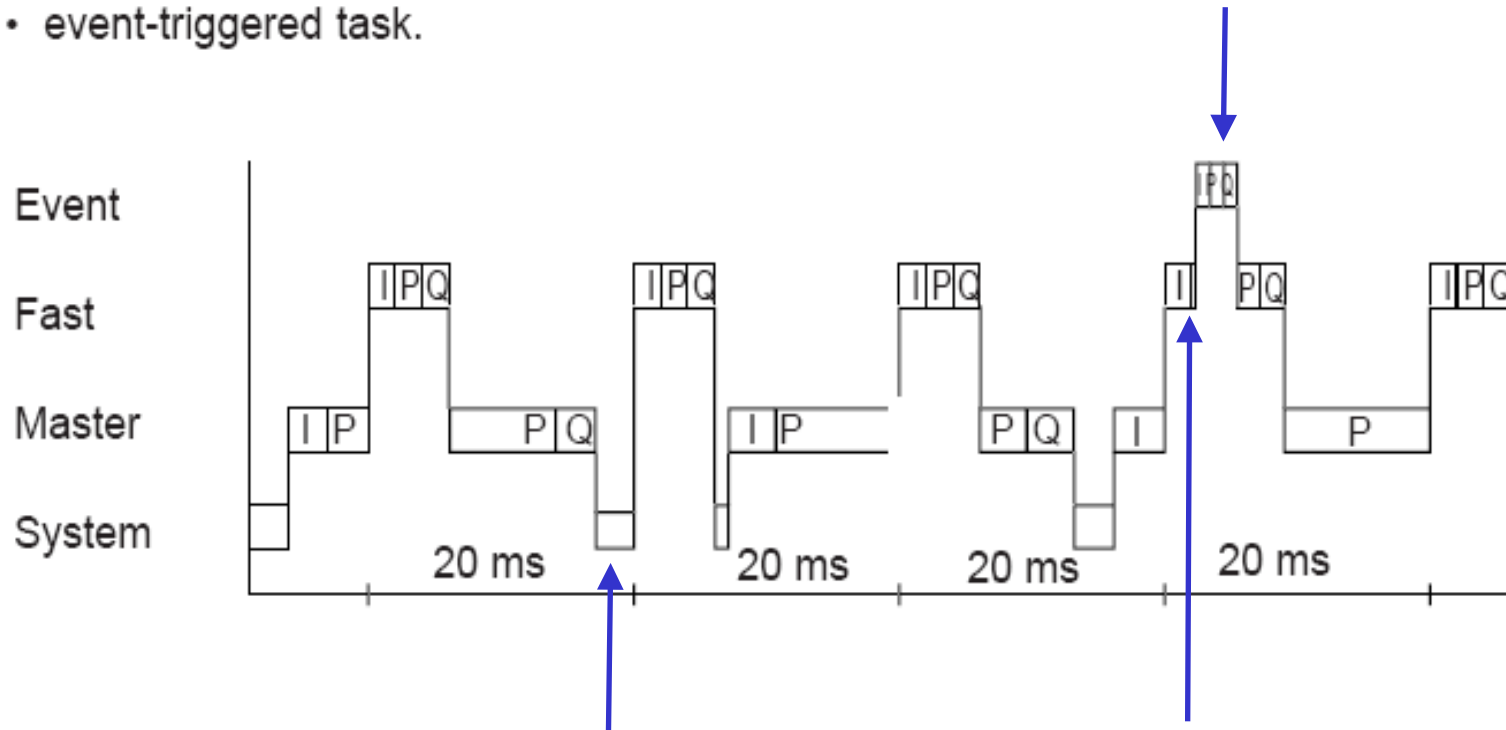 • event-triggered task.
Event
I P Q
Fast
I P Q I P Q I P Q I P Q I P Q
Master
I P P Q I P P Q I P
System
20 ms 20 ms 20 ms 20 ms